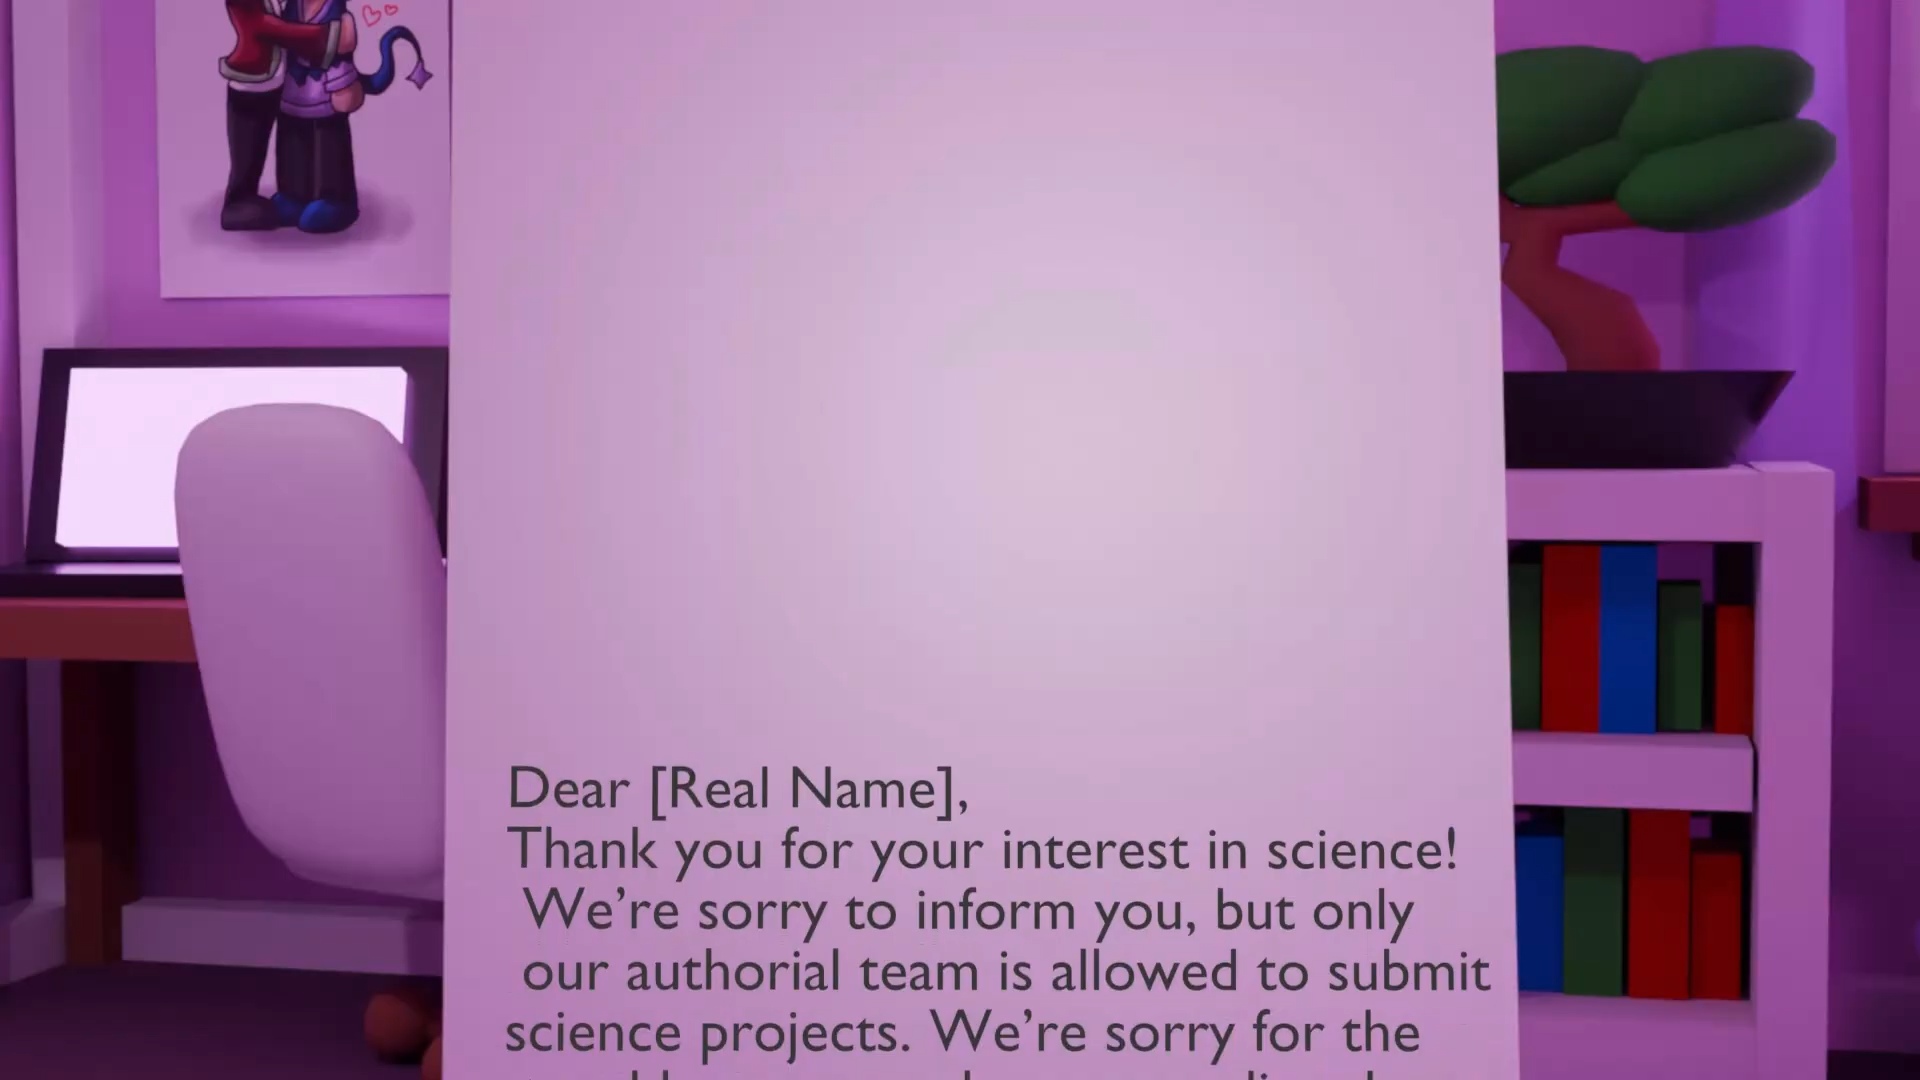 Dear [Real Name],
Thank you for your interest in science!
We’re sorry to inform you, but only
our authorial team is allowed to submit
science projects. We’re sorry for the